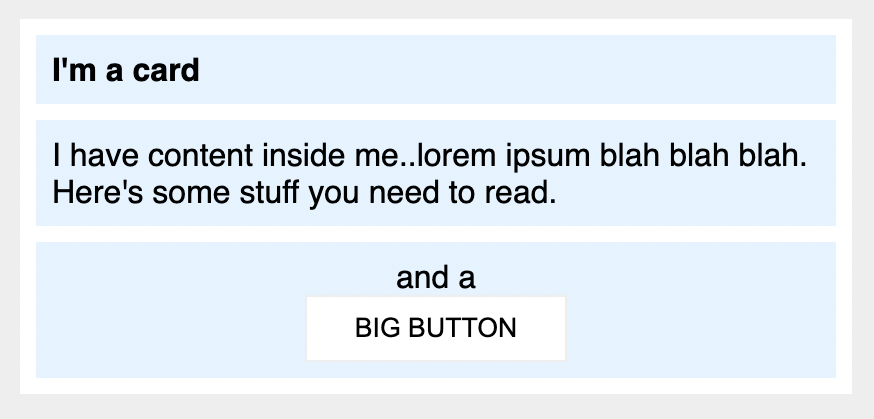 I'm a card
I have content inside me..lorem ipsum blah blah blah.
Here's some stuff you need to read.
and a
BIG BUTTON